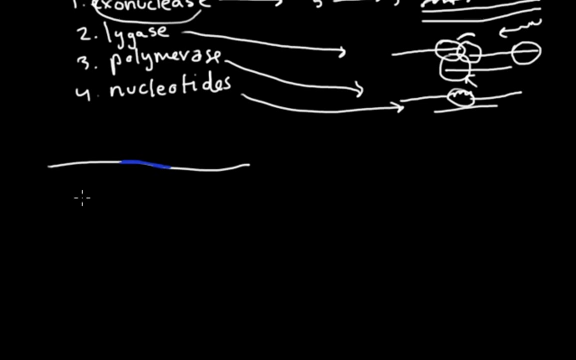 1. exonuclease
2. lygase
3. polymerase
4. nucleotides